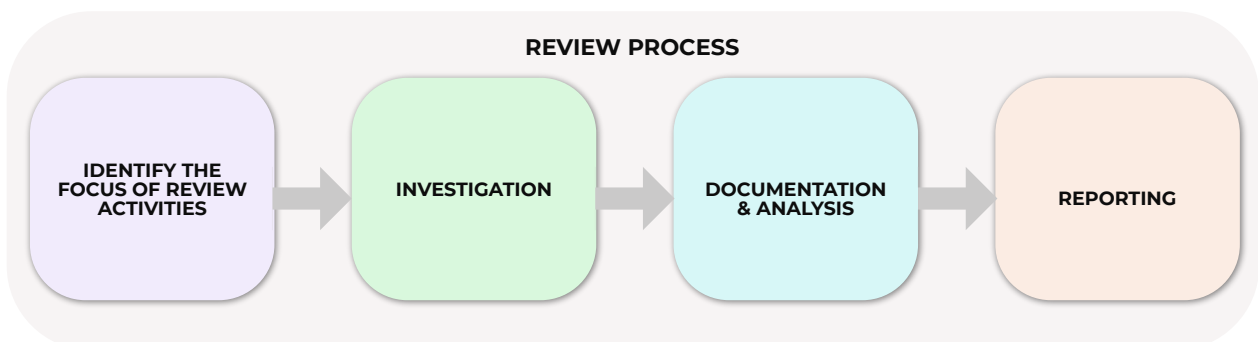 REVIEW PROCESS
IDENTIFY THE
FOCUS OF REVIEW
ACTIVITIES
INVESTIGATION
DOCUMENTATION
& ANALYSIS
REPORTING